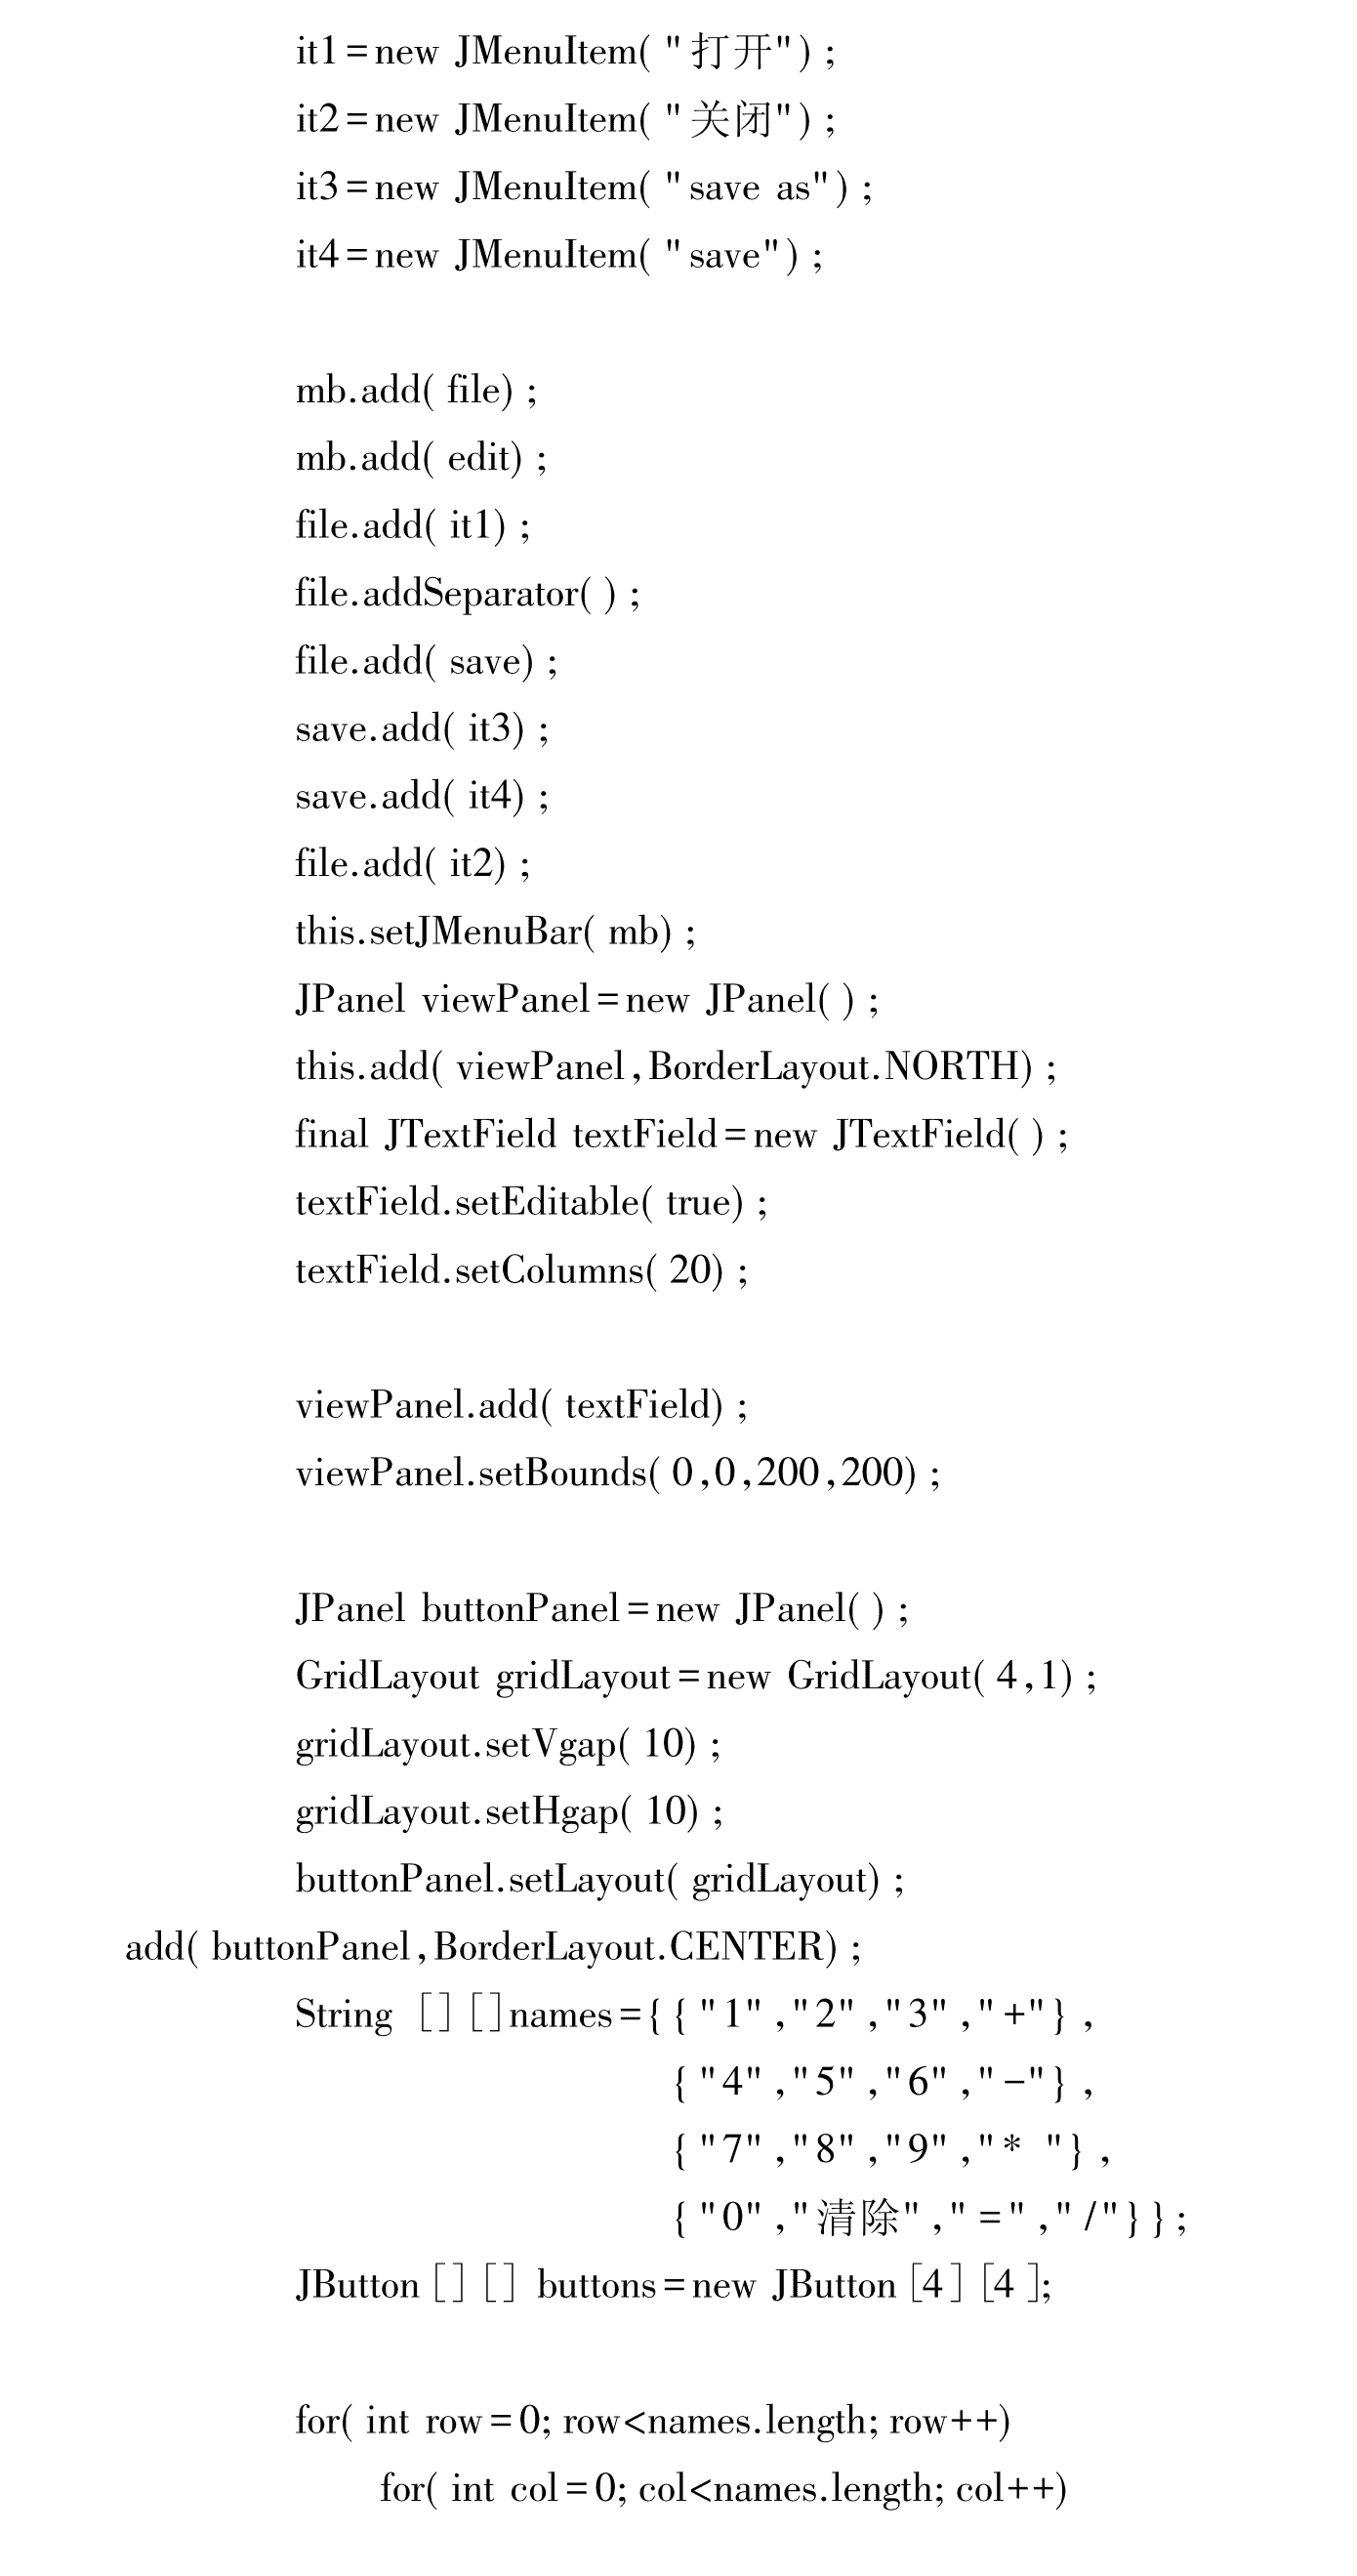 it1=new JMenuItem("打开");
it2=new JMenuItem("关闭");
it3=new JMenuItem("save as");
it4=new JMenuItem("save");
mb.add(file);
mb.add(edit);
file.add(it1);
file.addSeparator();
file.add(save);
save.add(it3);
save.add(it4);
file.add(it2);
this.setJMenuBar(mb);
JPanel viewPanel=new JPanel();
this.add(viewPanel,BorderLayout.NORTH);
final JTextField textField=new JTextField();
textField.setEditable(true);
textField.setColumns(20);
viewPanel.add(textField);
viewPanel.setBounds(0,0,200,200);
JPanel buttonPanel=new JPanel();
GridLayout gridLayout=new GridLayout(4,1);
gridLayout.setVgap(10);
gridLayout.setHgap(10);
buttonPanel.setLayout(gridLayout);
add(buttonPanel,BorderLayout.CENTER);
String [][]names={{"1","2","3","+"},
{"4","5","6","-"},
{"7","8","9","* "},
{"0","清除","=","/"}};
JButton[][] buttons=new JButton[4][4];
for(int row=0;row<names.length;row++)
for(int col=0;col<names.length;col++)